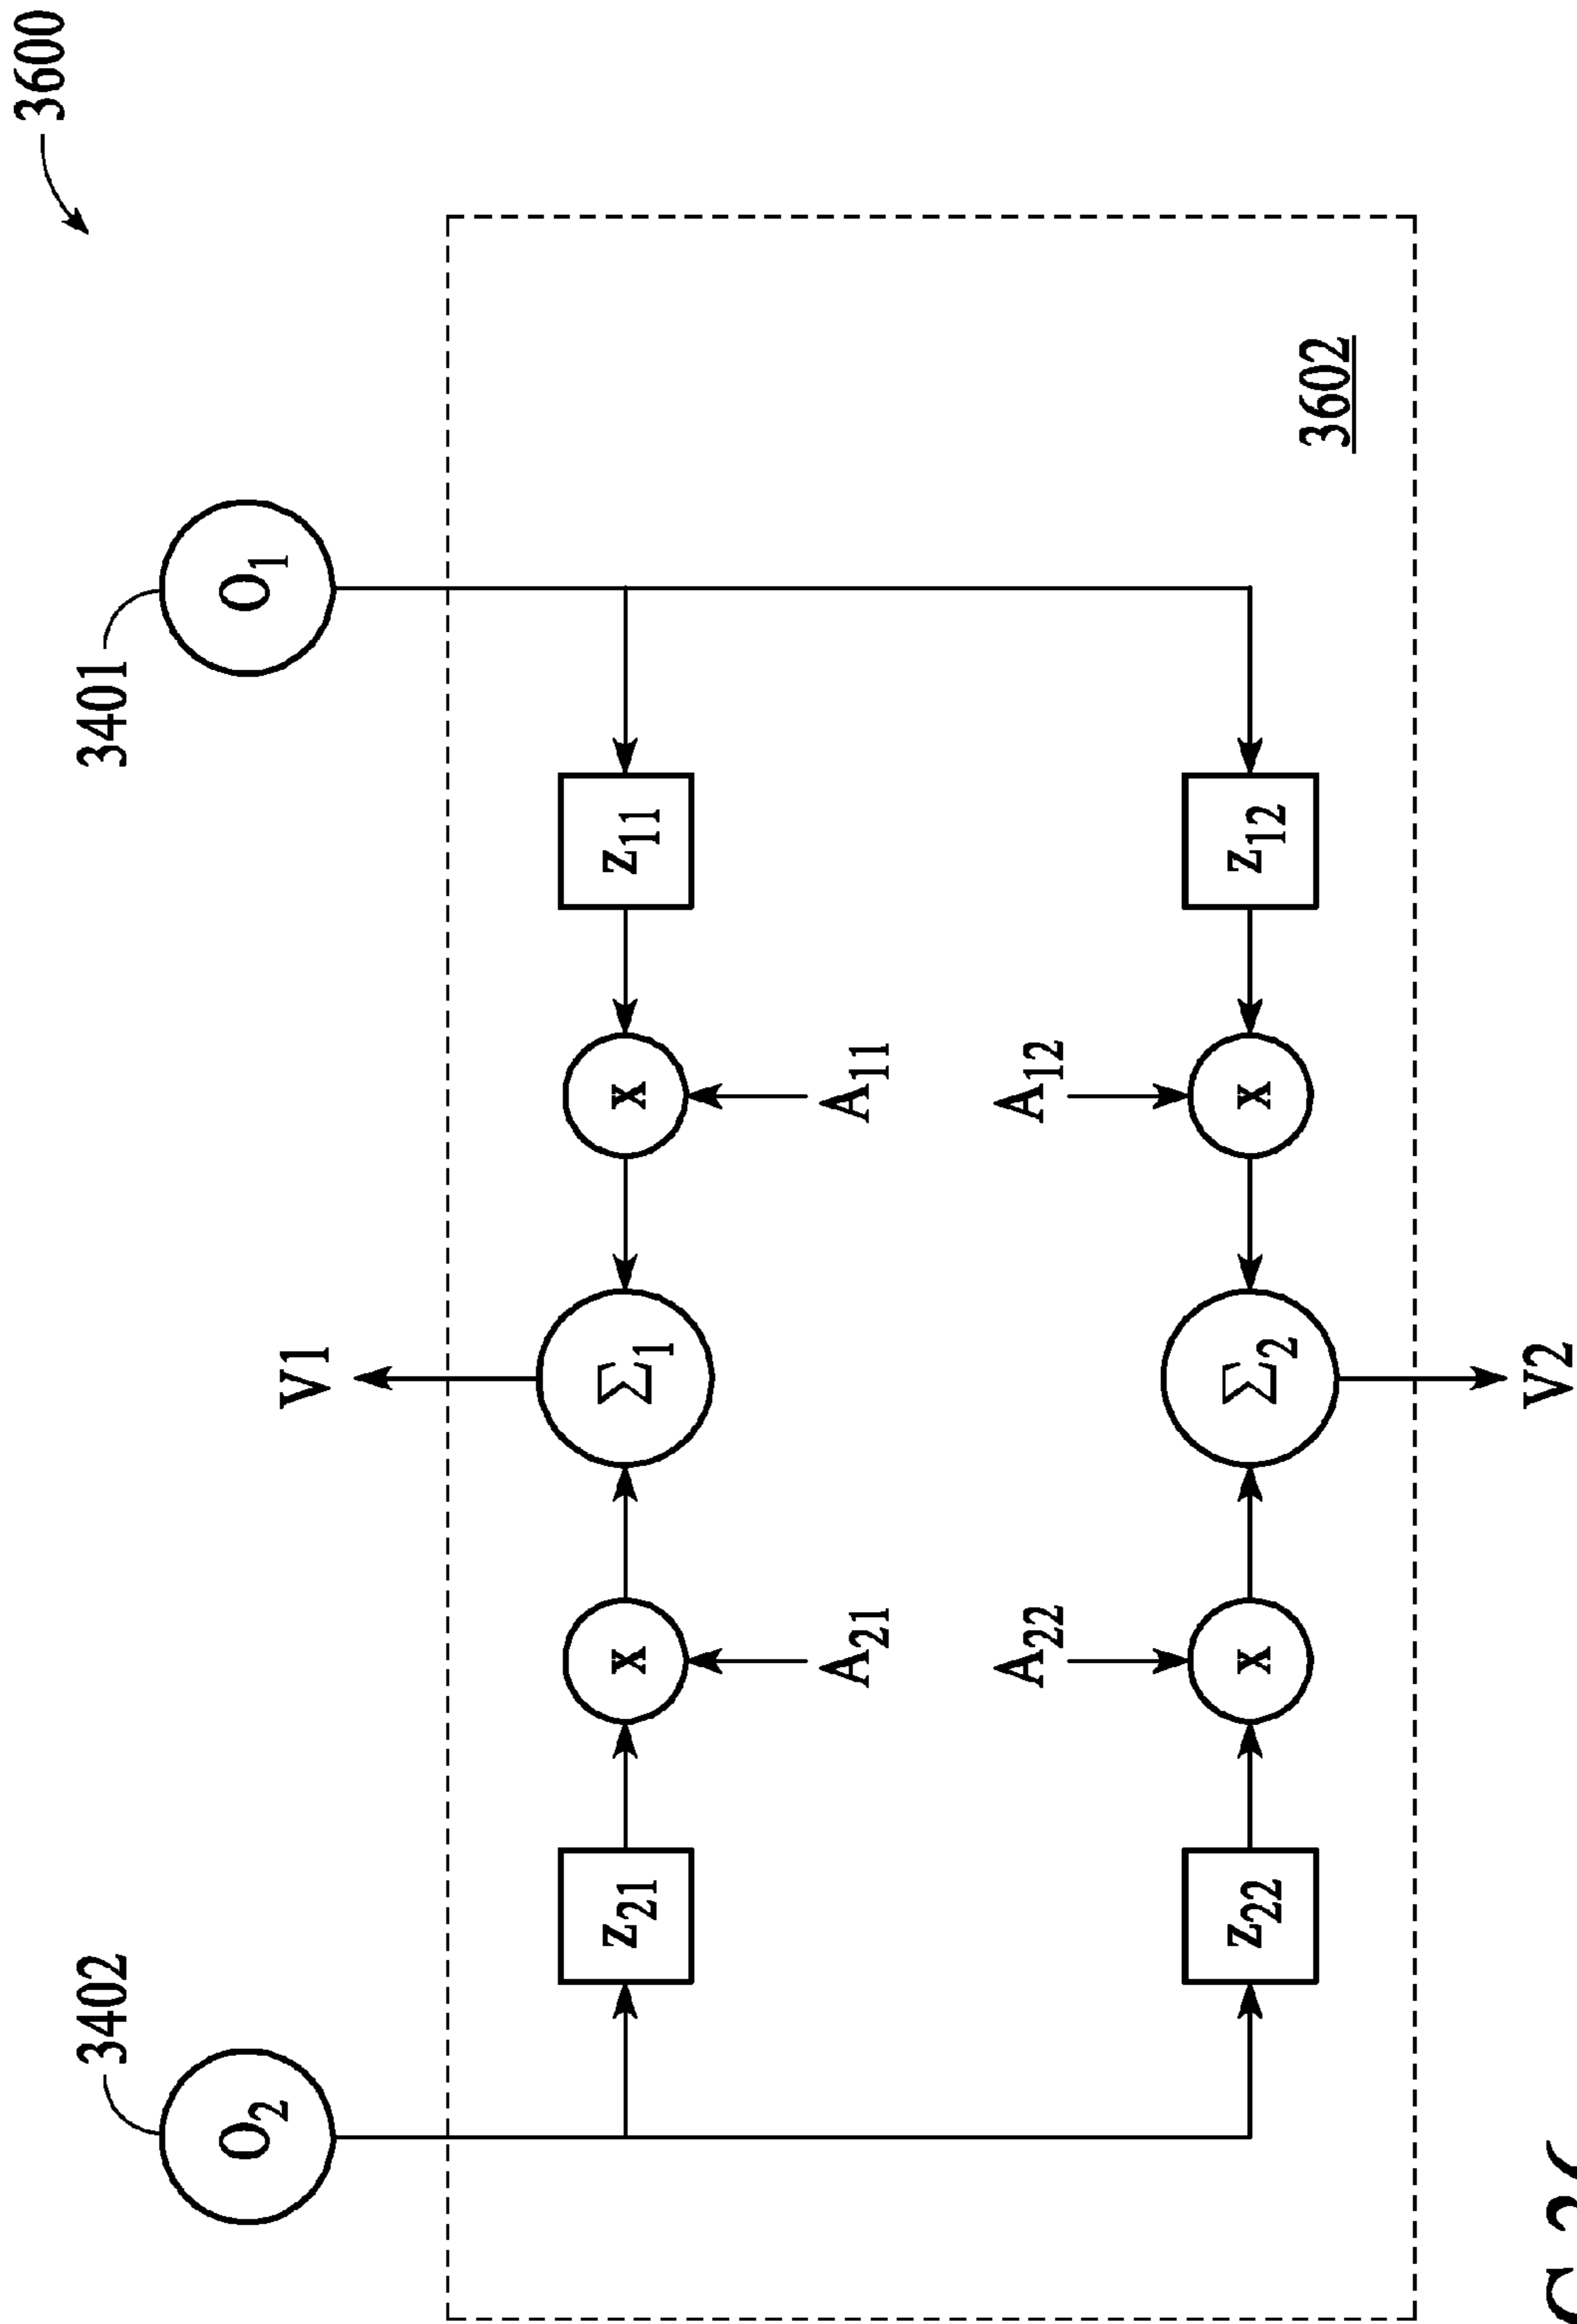 3600
3402
3401
O₂
O₁
V1
z₂₁
x
Σ₁
x
z₁₁
A₂₁
A₁₁
A₂₂
A₁₂
z₂₂
x
Σ₂
x
z₁₂
3602
V2